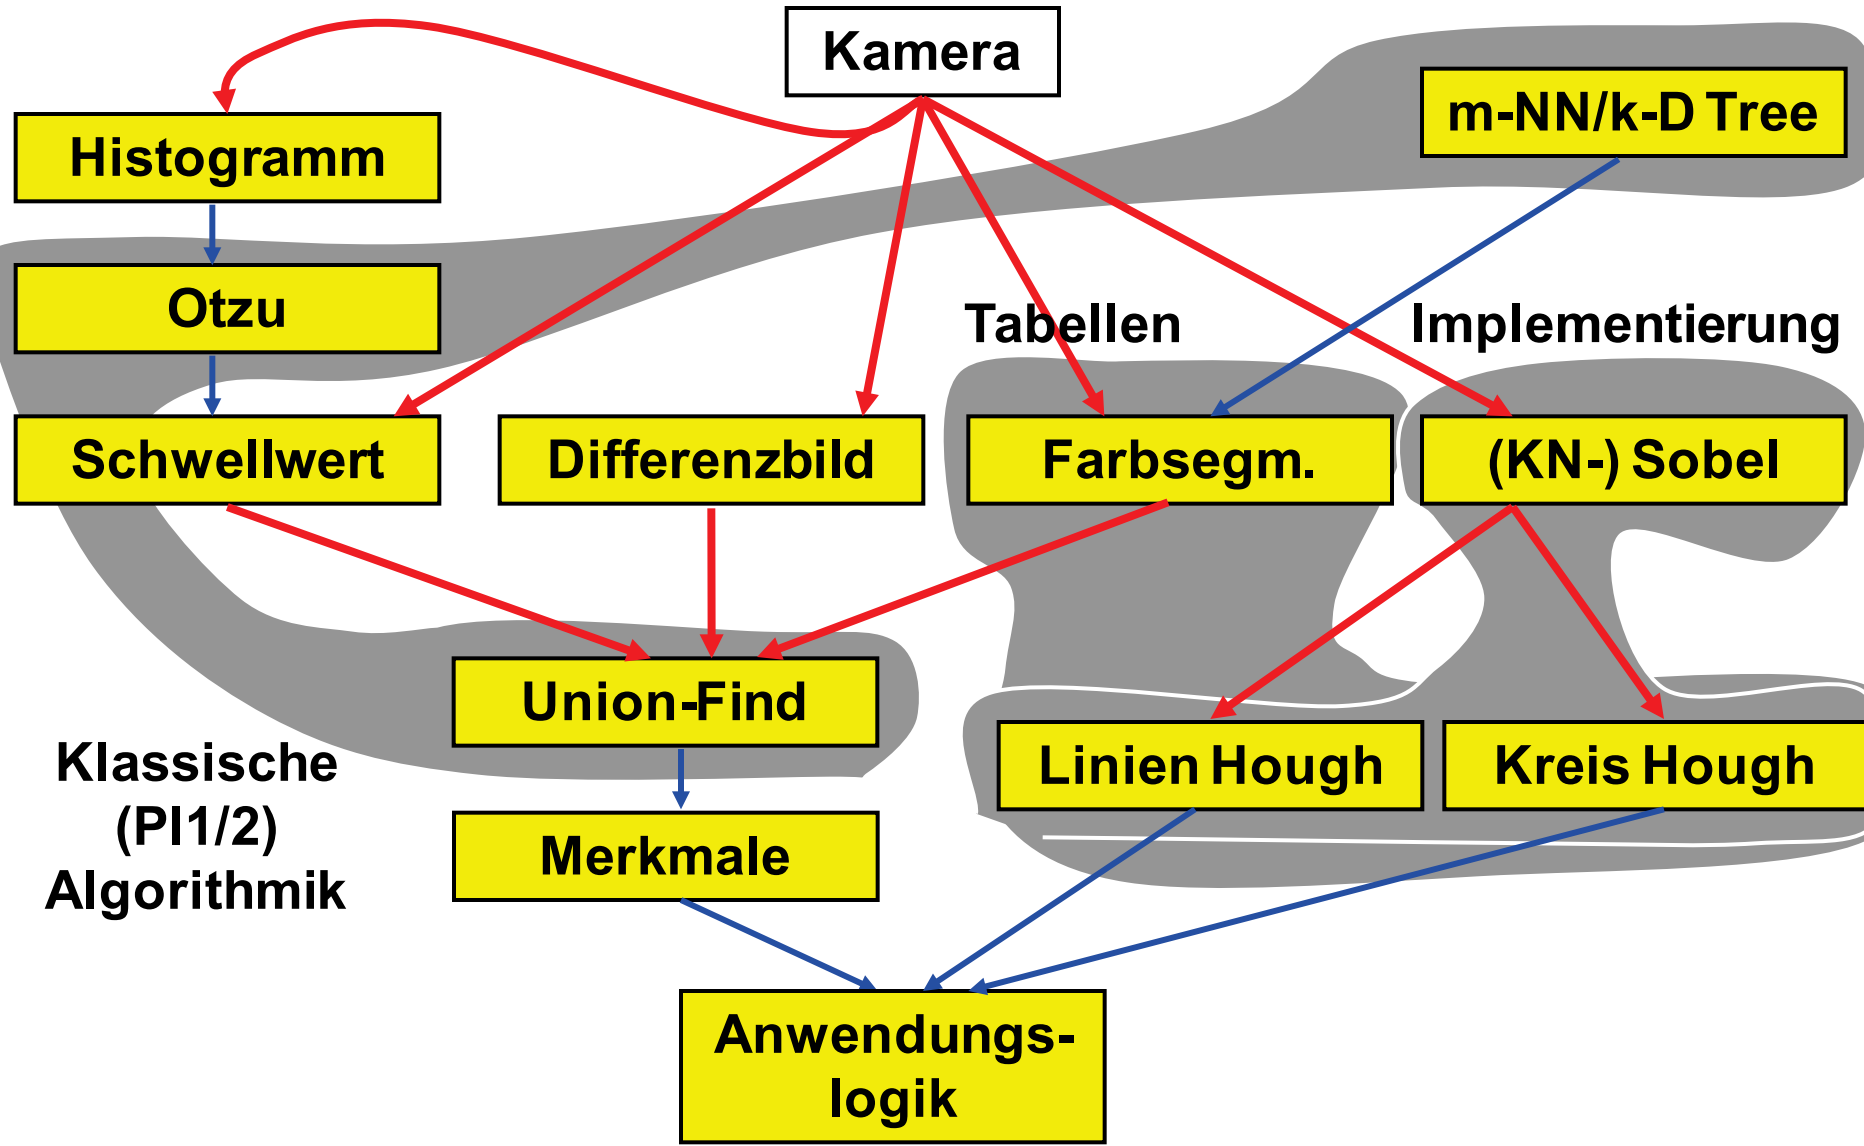 Kamera
m-NN/k-D Tree
Histogramm
Otzu
Tabellen
Implementierung
Schwellwert
Differenzbild
Farbsegm.
(KN-) Sobel
Union-Find
Linien Hough
Kreis Hough
Klassische
(PI1/2)
Algorithmik
Merkmale
Anwendungs-
logik